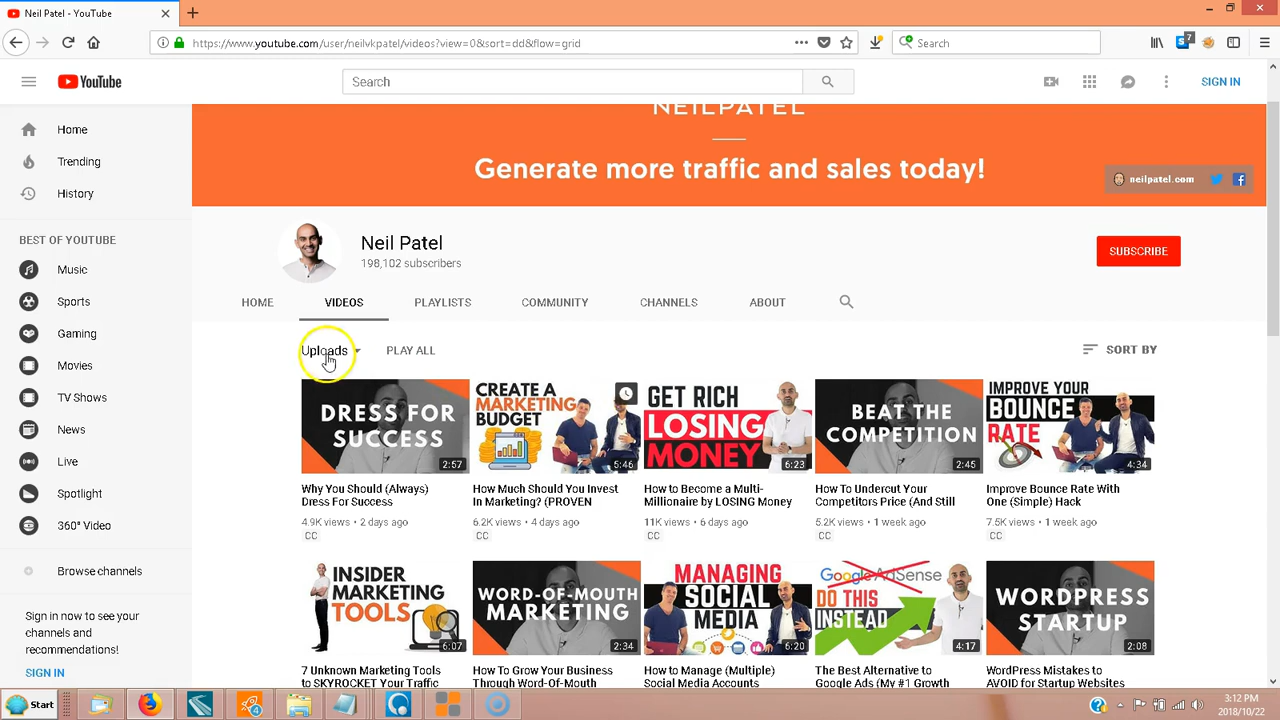 Neil Patel - YouTube
https://www.youtube.com/user/neilvkpatel/videos?view=0&sort=dd&flow=grid
Search
7
YouTube
Search
SIGN IN
Home
Trending
History
BEST OF YOUTUBE
Music
Sports
Gaming
Movies
TV Shows
News
Live
Spotlight
360° Video
Browse channels
Sign in now to see your
channels and
recommendations!
SIGN IN
NEILPATEL
Generate more traffic and sales today!
neilpatel.com
Neil Patel
198,102 subscribers
SUBSCRIBE
HOME
VIDEOS
PLAYLISTS
COMMUNITY
CHANNELS
ABOUT
Uploads
PLAY ALL
SORT BY
DRESS FOR
SUCCESS
2:57
Why You Should (Always)
Dress For Success
4.9K views • 2 days ago
CC
CREATE A
MARKETING
BUDGET
5:46
How Much Should You Invest
In Marketing? (PROVEN
6.2K views • 4 days ago
CC
GET RICH
LOSING
MONEY
6:23
How to Become a Multi-
Millionaire by LOSING Money
11K views • 6 days ago
CC
BEAT THE
COMPETITION
2:45
How To Undercut Your
Competitors Price (And Still
5.2K views • 1 week ago
CC
IMPROVE YOUR
BOUNCE
RATE
4:34
Improve Bounce Rate With
One (Simple) Hack
7.5K views • 1 week ago
CC
INSIDER
MARKETING
TOOLS
6:07
7 Unknown Marketing Tools
to SKYROCKET Your Traffic
WORD-OF-MOUTH
MARKETING
2:34
How To Grow Your Business
Through Word-Of-Mouth
MANAGING
SOCIAL
MEDIA
6:20
How to Manage (Multiple)
Social Media Accounts
Google AdSense
DO THIS
INSTEAD
4:17
The Best Alternative to
Google Ads (My #1 Growth
WORDPRESS
STARTUP
2:08
WordPress Mistakes to
AVOID for Startup Websites
Start
4
3:12 PM
2018/10/22